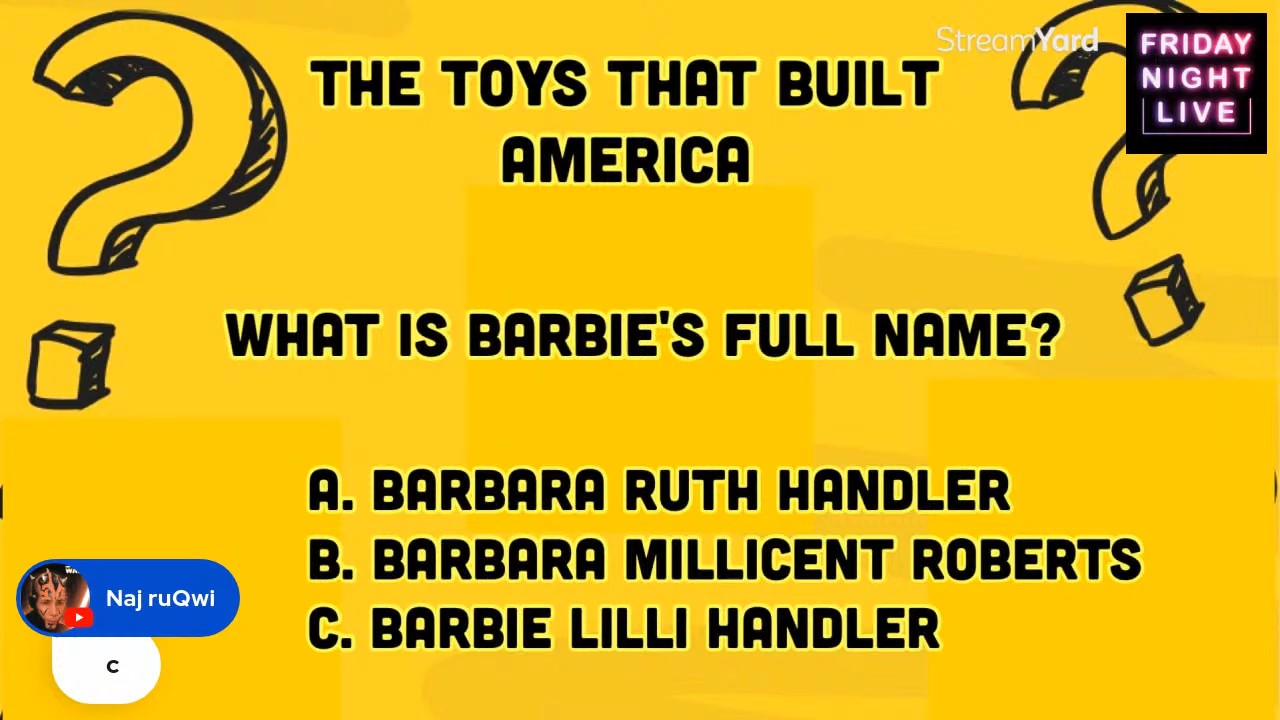 StreamYard
FRIDAY
NIGHT
LIVE
THE TOYS THAT BUILT
AMERICA
WHAT IS BARBIE'S FULL NAME?
A. BARBARA RUTH HANDLER
B. BARBARA MILLICENT ROBERTS
C. BARBIE LILLI HANDLER
Naj ruQwi
c